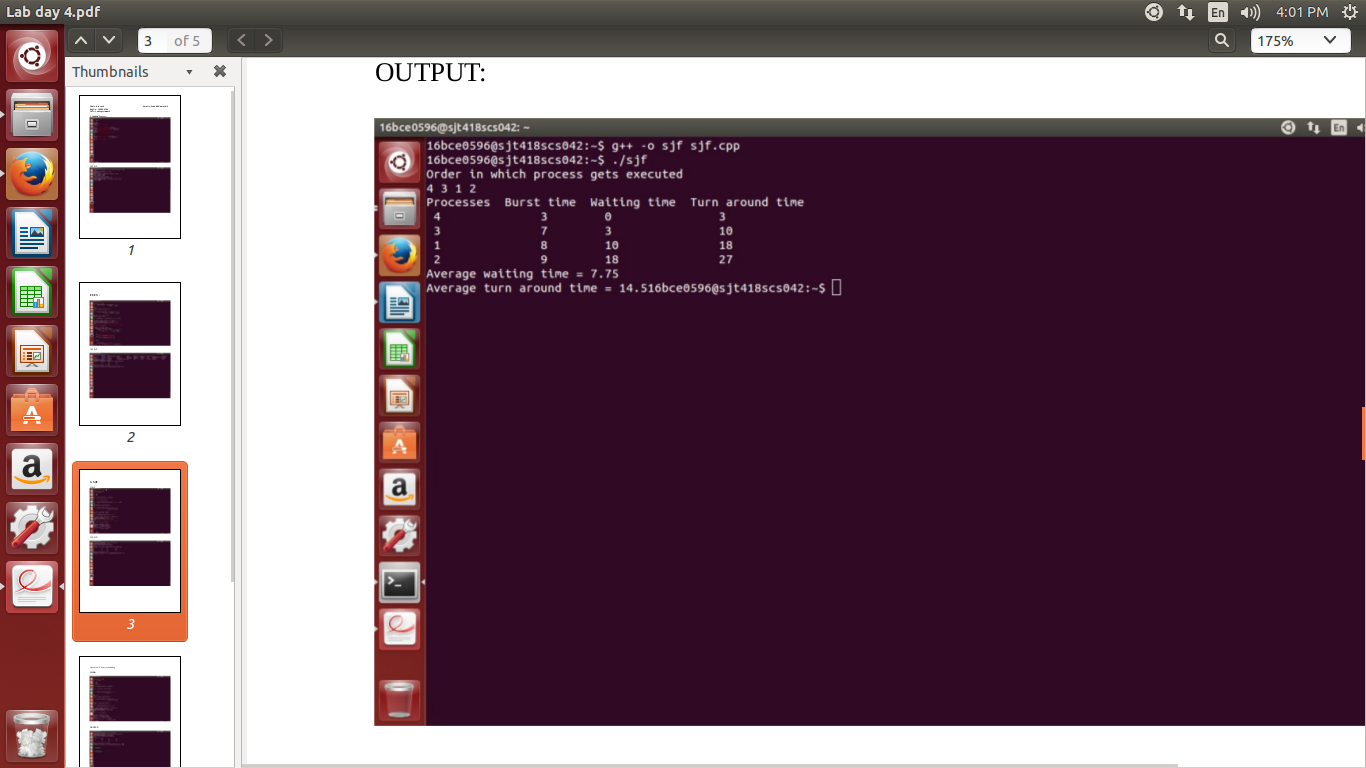 Lab day 4.pdf
En
4:01 PM
3 of 5
175%
Thumbnails
1
2
3
OUTPUT:
16bce0596@sjt418scs042: ~
En
16bce0596@sjt418scs042:~$ g++ -o sjf sjf.cpp
16bce0596@sjt418scs042:~$ ./sjf
Order in which process gets executed
4 3 1 2
Processes Burst time Waiting time Turn around time
4 3 0 3
3 7 3 10
1 8 10 18
2 9 18 27
Average waiting time = 7.75
Average turn around time = 14.516bce0596@sjt418scs042:~$